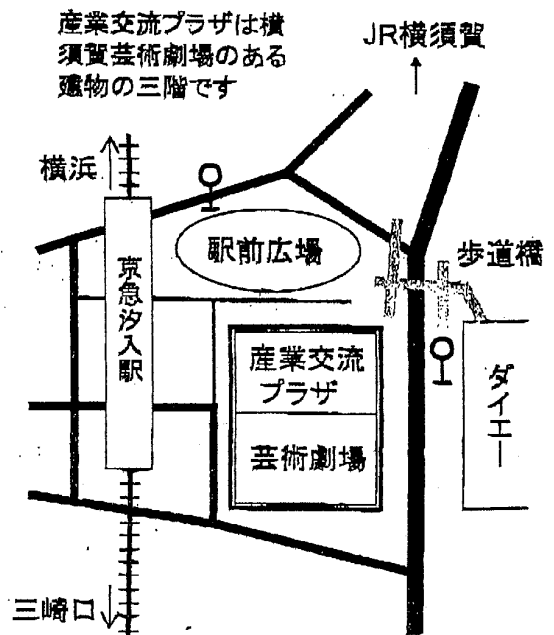 産業交流プラザは横
須賀芸術劇場のある
建物の三階です
JR横須賀
横浜
駅前広場
歩道橋
京急汐入駅
産業交流
プラザ
芸術劇場
ダイエー
三崎口